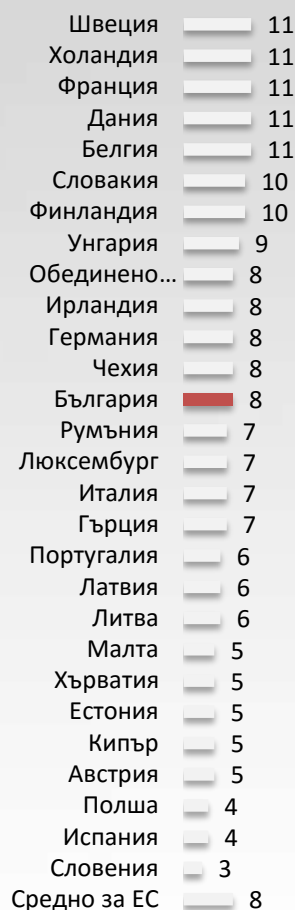 Швеция 11
Холандия 11
Франция 11
Дания 11
Белгия 11
Словакия 10
Финландия 10
Унгария 9
Обединено… 8
Ирландия 8
Германия 8
Чехия 8
България 8
Румъния 7
Люксембург 7
Италия 7
Гърция 7
Португалия 6
Латвия 6
Литва 6
Малта 5
Хърватия 5
Естония 5
Кипър 5
Австрия 5
Полша 4
Испания 4
Словения 3
Средно за ЕС 8